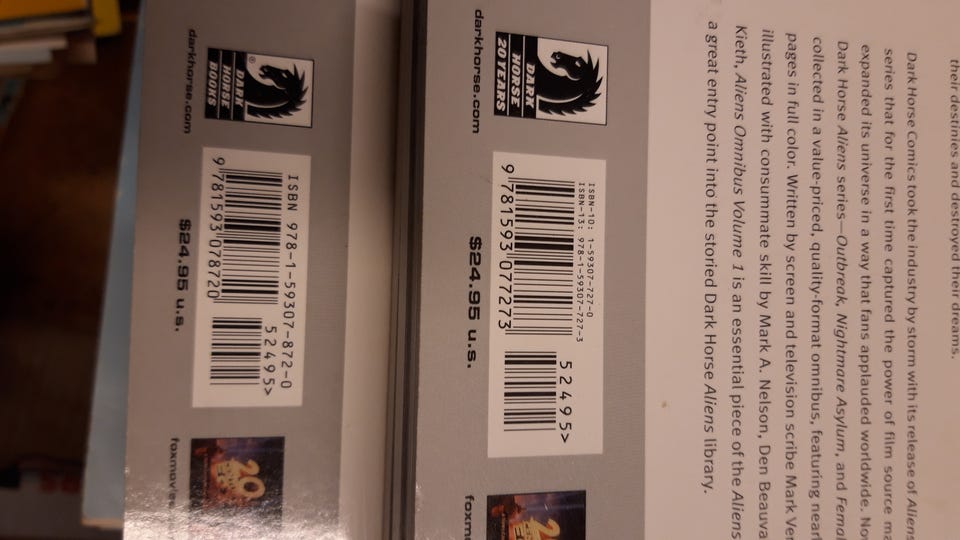 their destinies and destroyed their dreams.
Dark Horse Comics took the industry by storm with its release of Aliens
series that for the first time captured the power of film source
expanded its universe in a way that fans applauded worldwide.
Dark Horse Aliens series—Outbreak, Nightmare Asylum, and
collected in a value-priced, quality-format omnibus, featuring
pages in full color. Written by screen and television scribe Mark
illustrated with consummate skill by Mark A. Nelson, Den
Kieth, Aliens Omnibus Volume 1 is an essential piece of the Aliens
a great entry point into the storied Dark Horse Aliens library.
DARK
HORSE
20 YEARS
darkhorse.com
ISBN-10: 1-59307-727-0
ISBN-13: 978-1-59307-727-3
52495>
9 781593 077273
$24.95 U.S.
DARK
HORSE
BOOKS
®
darkhorse.com
ISBN 978-1-59307-872-0
52495>
9 781593 078720
$24.95 U.S.
20